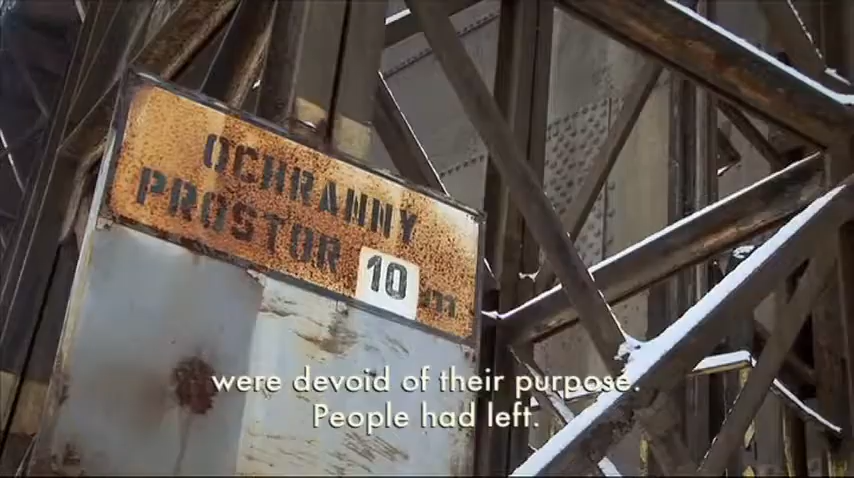 OCHRANNY
PROSTOR 10 m
were devoid of their purpose.
People had left.